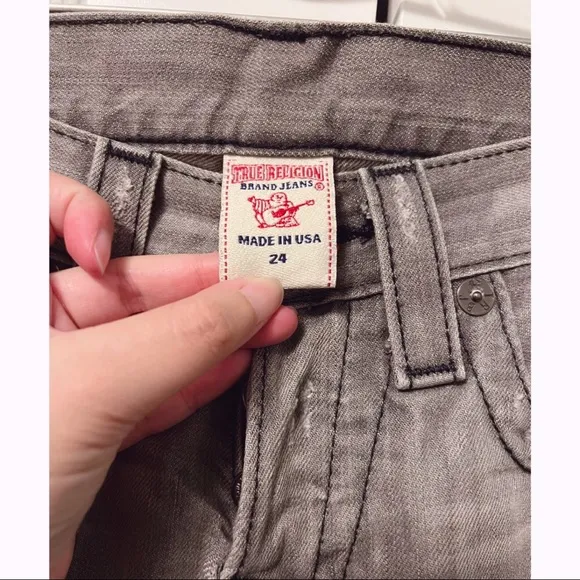 TRUE RELIGION
BRAND JEANS ®
MADE IN USA
24